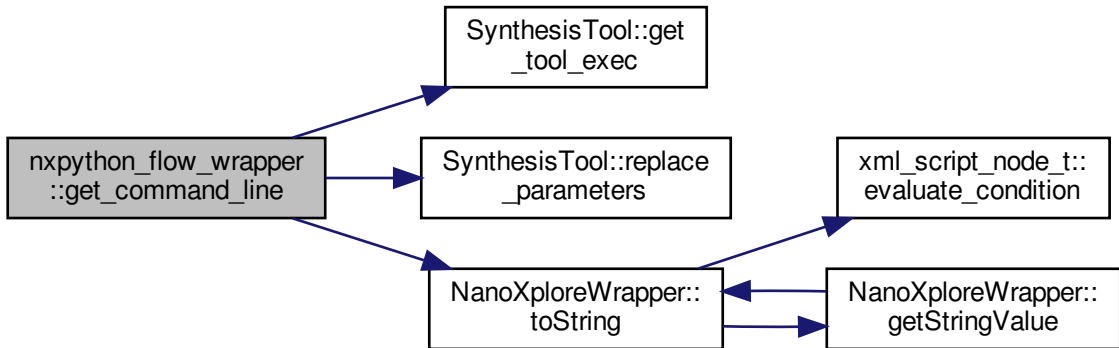 SynthesisTool::get
_tool_exec
nxpython_flow_wrapper
::get_command_line
SynthesisTool::replace
_parameters
xml_script_node_t::
evaluate_condition
NanoXploreWrapper::
toString
NanoXploreWrapper::
getStringValue